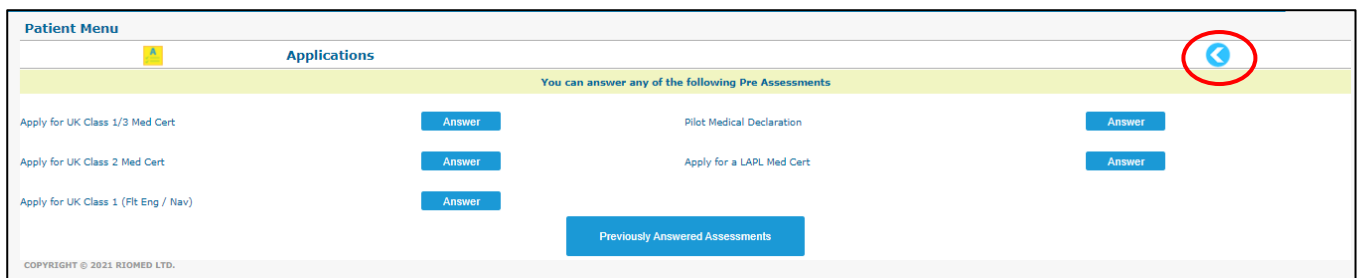 Patient Menu
A Applications
You can answer any of the following Pre Assessments
Apply for UK Class 1/3 Med Cert Answer Pilot Medical Declaration Answer
Apply for UK Class 2 Med Cert Answer Apply for a LAPL Med Cert Answer
Apply for UK Class 1 (Flt Eng / Nav) Answer
Previously Answered Assessments
COPYRIGHT © 2021 RIOMED LTD.